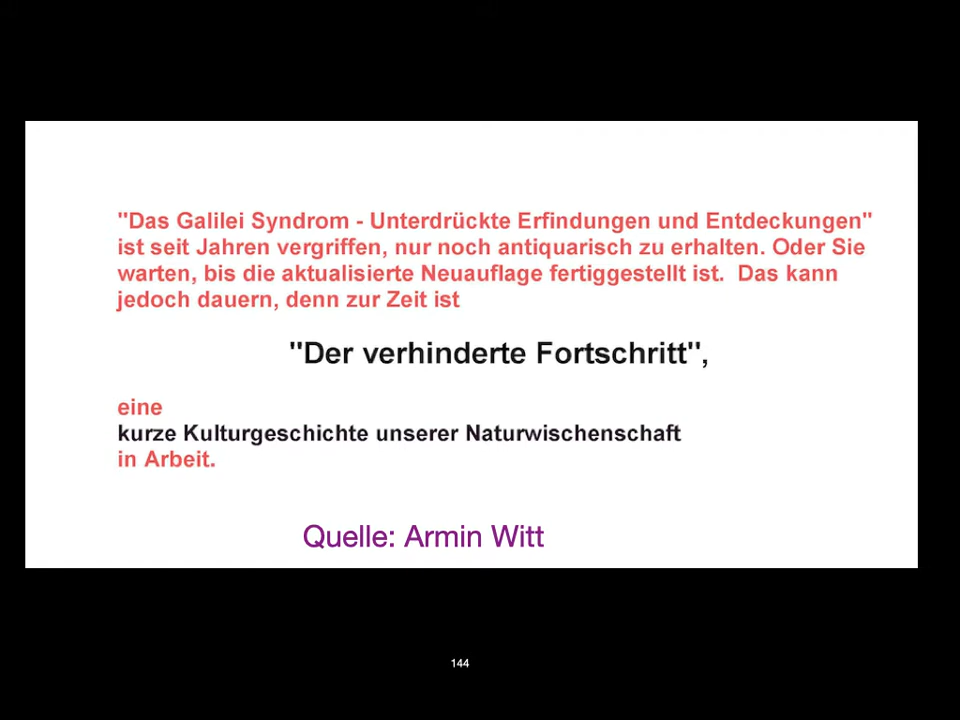 "Das Galilei Syndrom - Unterdrückte Erfindungen und Entdeckungen"
ist seit Jahren vergriffen, nur noch antiquarisch zu erhalten. Oder Sie
warten, bis die aktualisierte Neuauflage fertiggestellt ist.  Das kann
jedoch dauern, denn zur Zeit ist
"Der verhinderte Fortschritt",
eine
kurze Kulturgeschichte unserer Naturwischenschaft
in Arbeit.
Quelle: Armin Witt
144